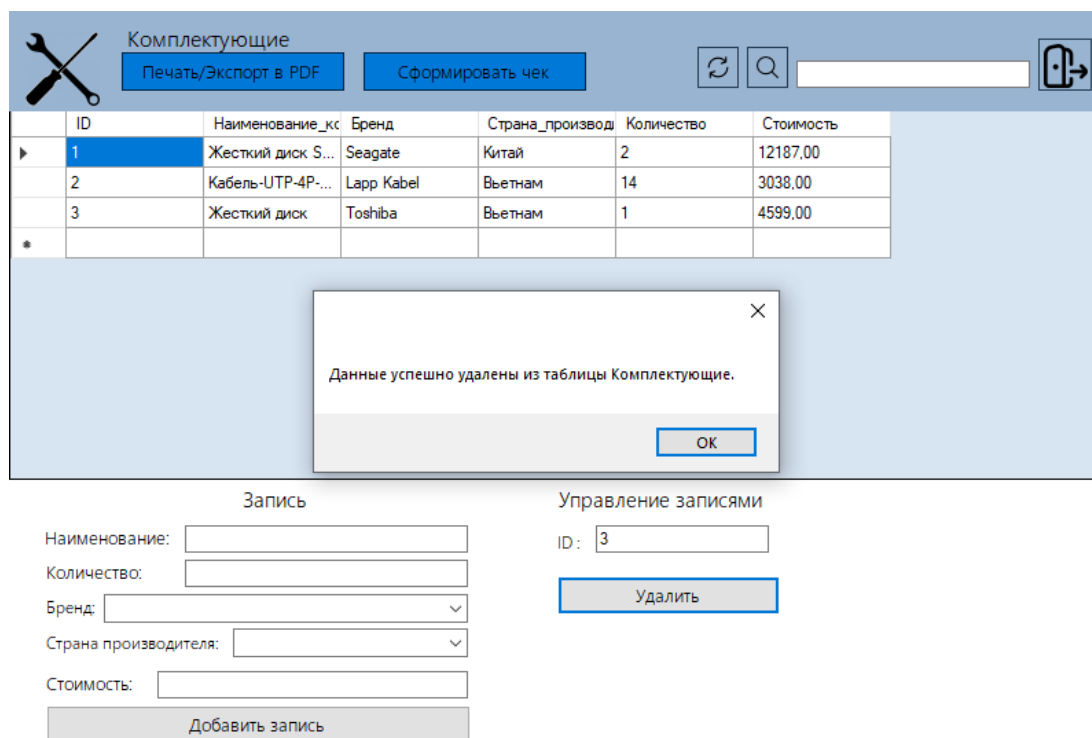 Комплектующие
Печать/Экспорт в PDF Сформировать чек
ID Наименование_ко Бренд Страна_производи Количество Стоимость
1 Жесткий диск S... Seagate Китай 2 12187,00
2 Кабель-UTP-4P-... Lapp Kabel Вьетнам 14 3038,00
3 Жесткий диск Toshiba Вьетнам 1 4599,00
Данные успешно удалены из таблицы Комплектующие.
OK
Запись Управление записями
Наименование: ID : 3
Количество:
Бренд: Удалить
Страна производителя:
Стоимость:
Добавить запись